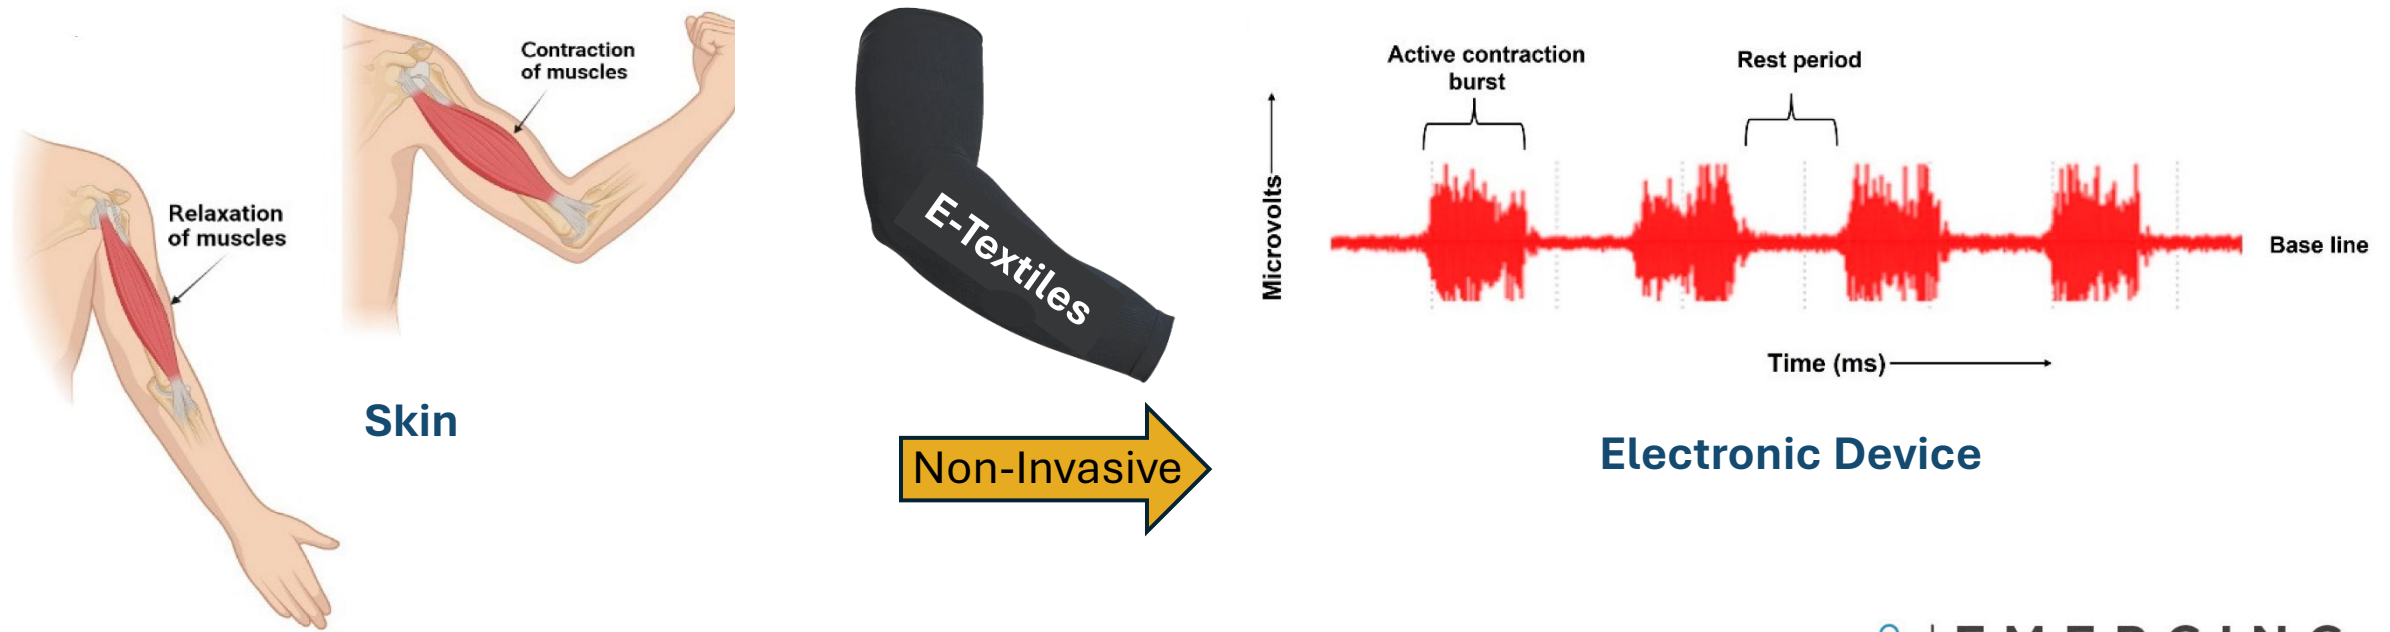 Contraction
of muscles
Relaxation
of muscles
Skin
E-Textiles
Non-Invasive
Active contraction
burst
Rest period
Microvolts
Base line
Time (ms)
Electronic Device